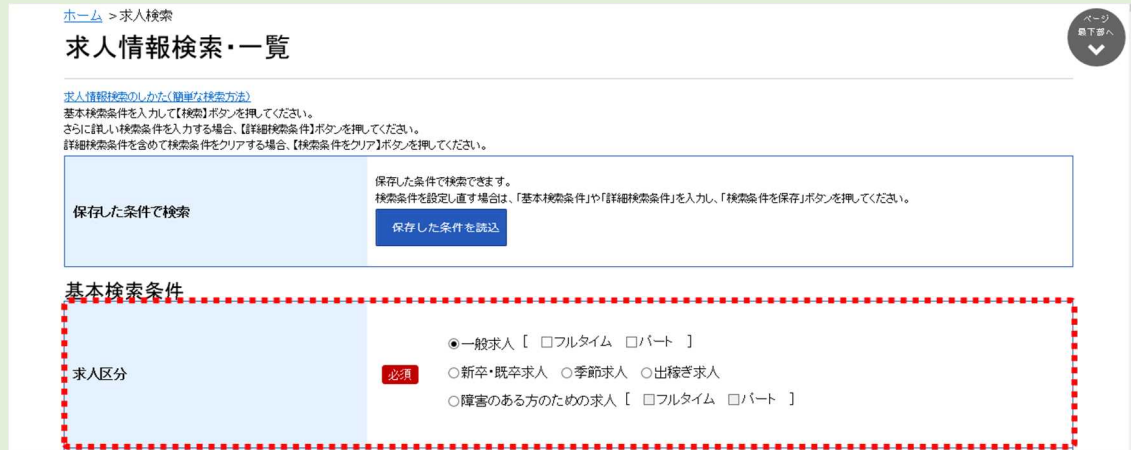 ホーム >求人検索
ページ
最下部へ
求人情報検索・一覧
求人情報検索のしかた(簡単な検索方法)
基本検索条件を入力して【検索】ボタンを押してください。
さらに詳しい検索条件を入力する場合、【詳細検索条件】ボタンを押してください。
詳細検索条件を含めて検索条件をクリアする場合、【検索条件をクリア】ボタンを押してください。
保存した条件で検索
保存した条件で検索できます。
検索条件を設定し直す場合は、「基本検索条件」や「詳細検索条件」を入力し、「検索条件を保存」ボタンを押してください。
保存した条件を読込
基本検索条件
求人区分
必須
◉一般求人 [ □フルタイム □パート ]
○新卒・既卒求人 ○季節求人 ○出稼ぎ求人
○障害のある方のための求人 [ □フルタイム □パート ]